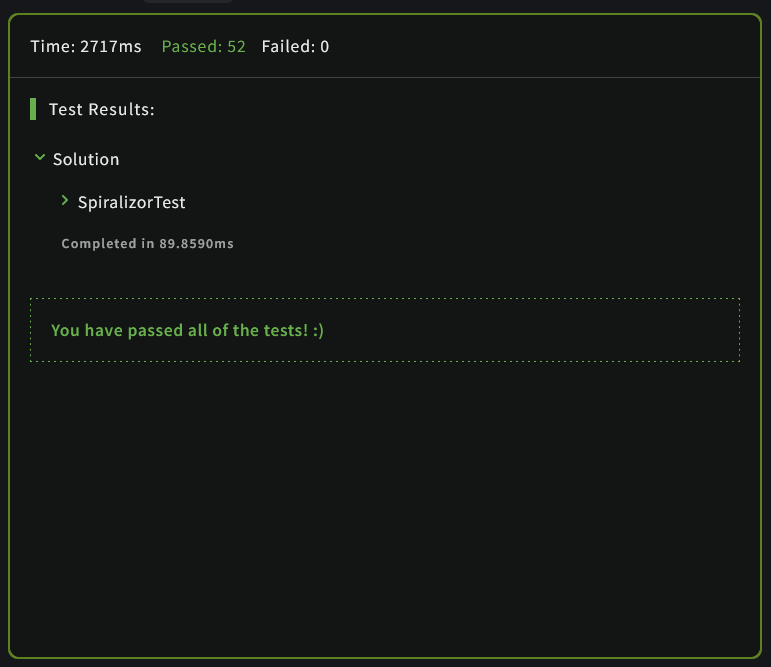 Time: 2717ms Passed: 52 Failed: 0
Test Results:
Solution
SpiralizorTest
Completed in 89.8590ms
You have passed all of the tests! :)